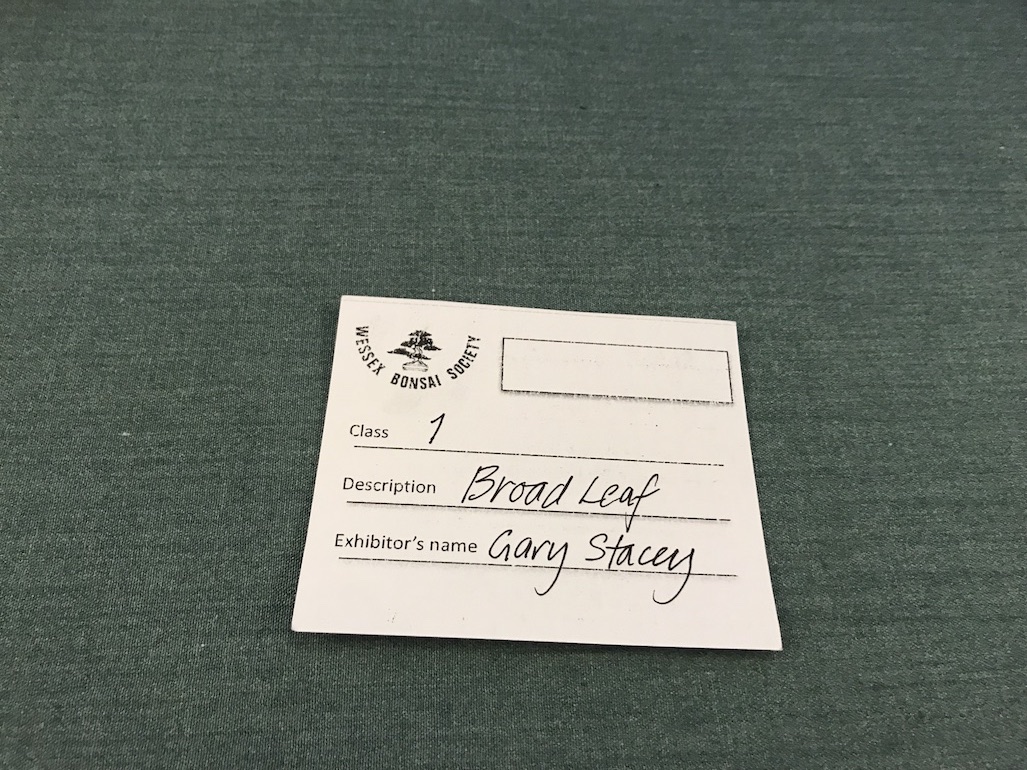 WESSEX BONSAI SOCIETY
Class 1
Description Broad Leaf
Exhibitor's name Gary Stacey